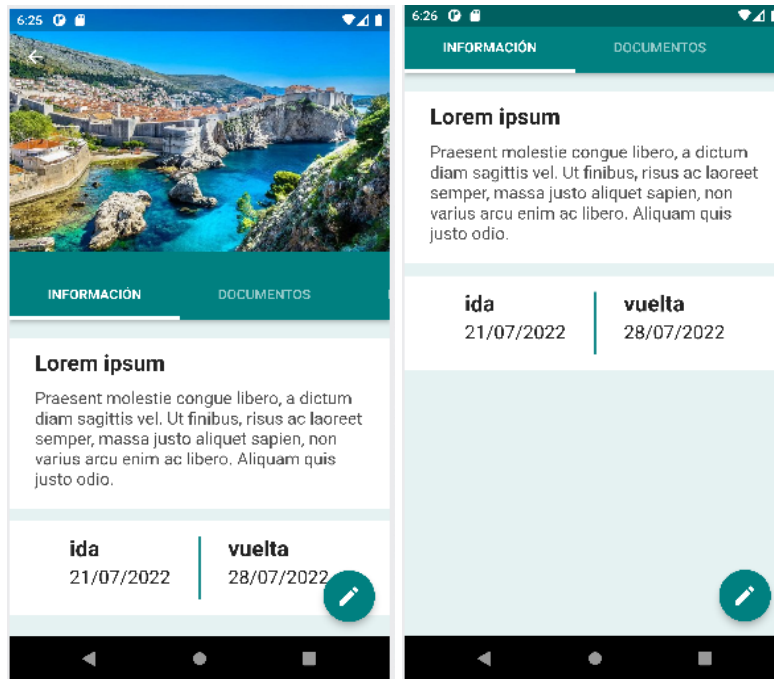 6:25
INFORMACIÓN
DOCUMENTOS
Lorem ipsum
Praesent molestie congue libero, a dictum
diam sagittis vel. Ut finibus, risus ac laoreet
semper, massa justo aliquet sapien, non
varius arcu enim ac libero. Aliquam quis
justo odio.
ida
vuelta
21/07/2022
28/07/2022
6:26
INFORMACIÓN
DOCUMENTOS
Lorem ipsum
Praesent molestie congue libero, a dictum
diam sagittis vel. Ut finibus, risus ac laoreet
semper, massa justo aliquet sapien, non
varius arcu enim ac libero. Aliquam quis
justo odio.
ida
vuelta
21/07/2022
28/07/2022